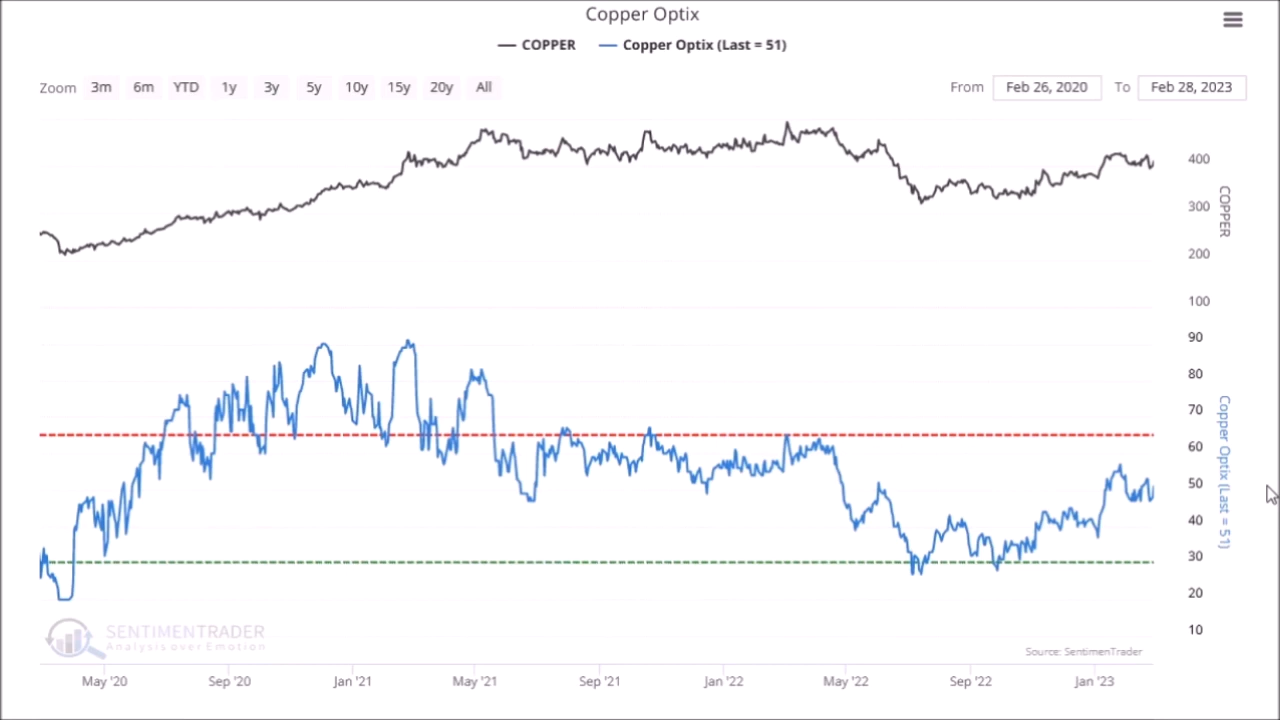 Copper Optix
COPPER Copper Optix (Last = 51)
Zoom 3m 6m YTD 1y 3y 5y 10y 15y 20y All From Feb 26, 2020 To Feb 28, 2023
400
300
200
100
COPPER
90
80
70
60
50
40
30
20
10
Copper Optix (Last = 51)
SENTIMENTRADER
Analysis over Emotion
Source: SentimenTrader
May '20 Sep '20 Jan '21 May '21 Sep '21 Jan '22 May '22 Sep '22 Jan '23